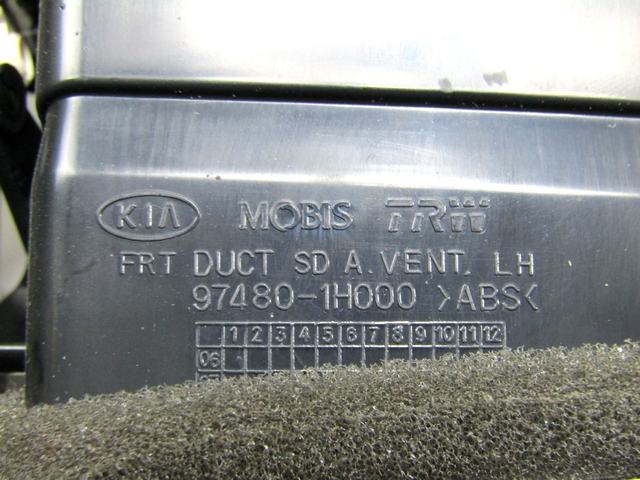 KIA MOBIS TRW
FRT DUCT SD A.VENT. LH
97480-1H000 >ABS<
1 2 3 4 5 6 7 8 9 10 11 12
06